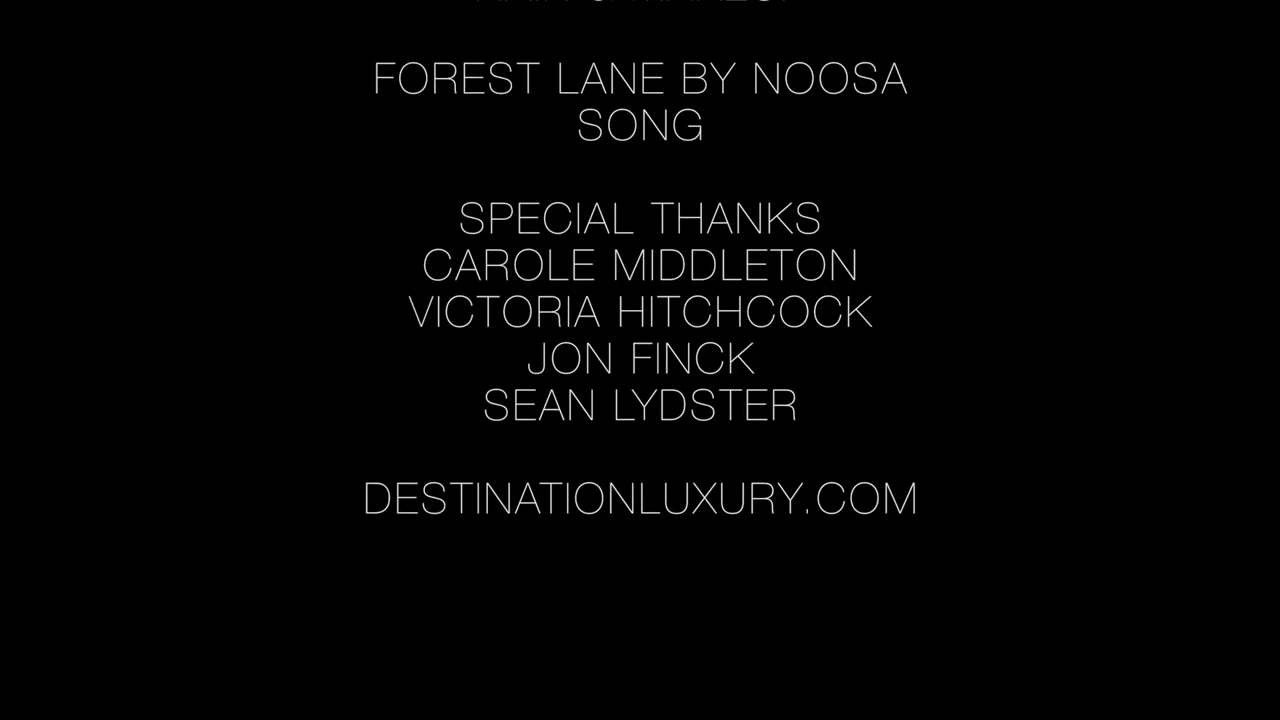 FOREST LANE BY NOOSA
SONG
SPECIAL THANKS
CAROLE MIDDLETON
VICTORIA HITCHCOCK
JON FINCK
SEAN LYDSTER
DESTINATIONLUXURY.COM